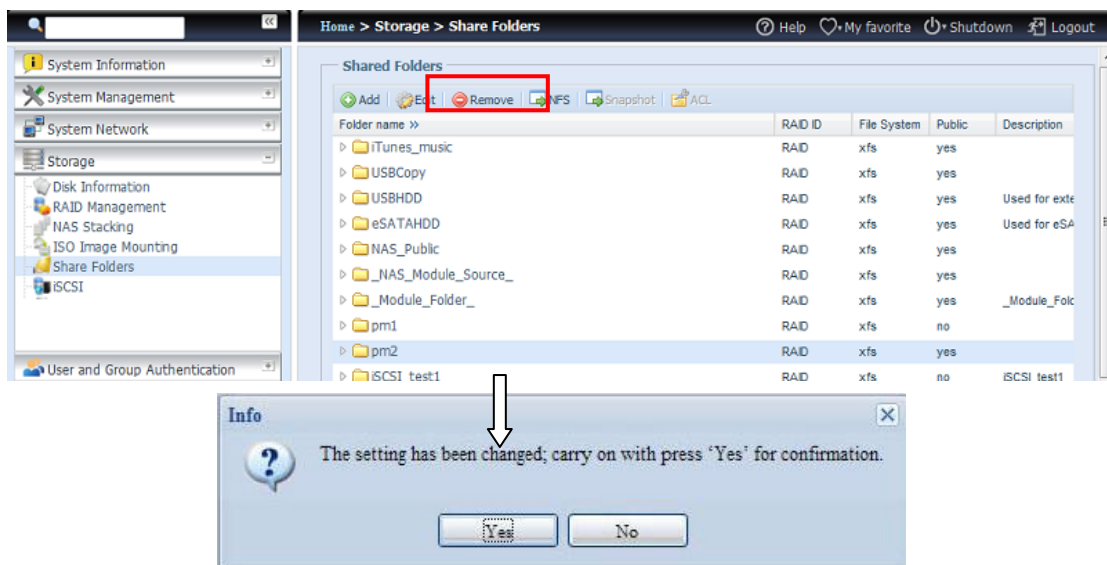 Home > Storage > Share Folders Help My favorite Shutdown Logout
System Information
System Management
System Network
Storage
Disk Information
RAID Management
NAS Stacking
ISO Image Mounting
Share Folders
iSCSI
User and Group Authentication
Shared Folders
Add Edit Remove NFS Snapshot ACL
Folder name » RAID ID File System Public Description
iTunes_music RAID xfs yes
USBCopy RAID xfs yes
USBHDD RAID xfs yes Used for exte
eSATAHDD RAID xfs yes Used for eSA
NAS_Public RAID xfs yes
_NAS_Module_Source_ RAID xfs yes
_Module_Folder_ RAID xfs yes _Module_Folc
pm1 RAID xfs no
pm2 RAID xfs yes
iSCSI_test1 RAID xfs no iSCSI_test1
Info
The setting has been changed; carry on with press ‘Yes’ for confirmation.
Yes No